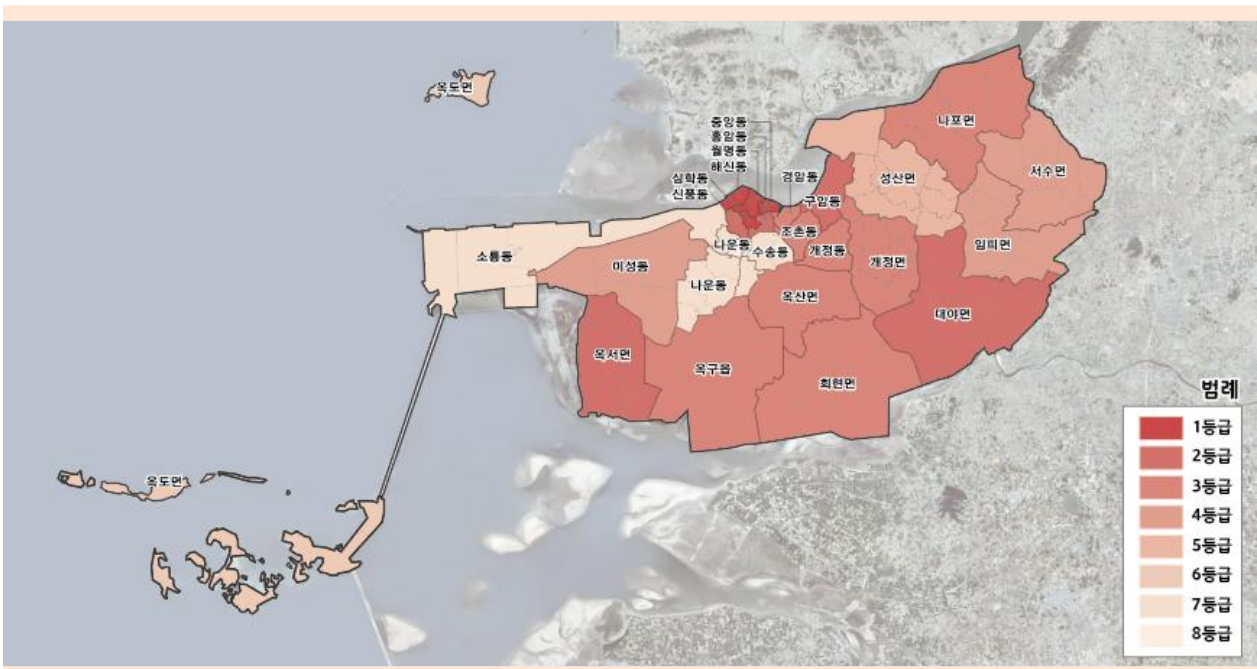 옥도면
나포면
중앙동
흥남동
월명동
해신동
서수면
경암동
성산면
삼학동
신풍동
구암동
조촌동
임피면
나운동
수송동
개정동
소룡동
미성동
개정면
나운동
옥산면
대야면
옥서면
옥구읍
회현면
범례
1등급
2등급
3등급
4등급
5등급
6등급
7등급
8등급
옥도면